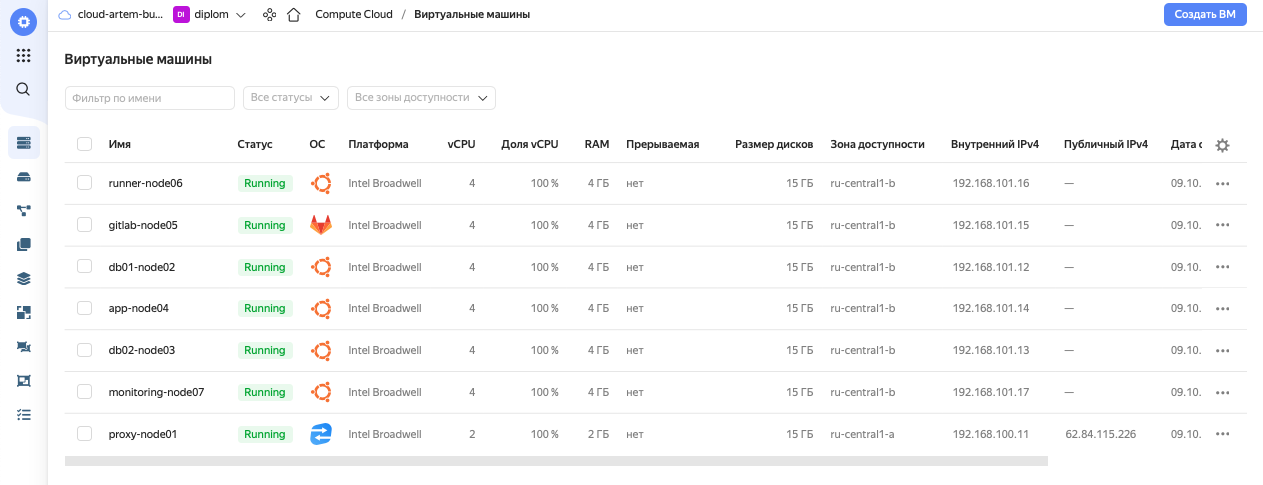 cloud-artem-bu... DI diplom Compute Cloud / Виртуальные машины Создать ВМ
Виртуальные машины
Фильтр по имени Все статусы Все зоны доступности
Имя Статус ОС Платформа vCPU Доля vCPU RAM Прерываемая Размер дисков Зона доступности Внутренний IPv4 Публичный IPv4 Дата с
runner-node06 Running Intel Broadwell 4 100 % 4 ГБ нет 15 ГБ ru-central1-b 192.168.101.16 — 09.10.
gitlab-node05 Running Intel Broadwell 4 100 % 4 ГБ нет 15 ГБ ru-central1-b 192.168.101.15 — 09.10.
db01-node02 Running Intel Broadwell 4 100 % 4 ГБ нет 15 ГБ ru-central1-b 192.168.101.12 — 09.10.
app-node04 Running Intel Broadwell 4 100 % 4 ГБ нет 15 ГБ ru-central1-b 192.168.101.14 — 09.10.
db02-node03 Running Intel Broadwell 4 100 % 4 ГБ нет 15 ГБ ru-central1-b 192.168.101.13 — 09.10.
monitoring-node07 Running Intel Broadwell 4 100 % 4 ГБ нет 15 ГБ ru-central1-b 192.168.101.17 — 09.10.
proxy-node01 Running Intel Broadwell 2 100 % 2 ГБ нет 15 ГБ ru-central1-a 192.168.100.11 62.84.115.226 09.10.